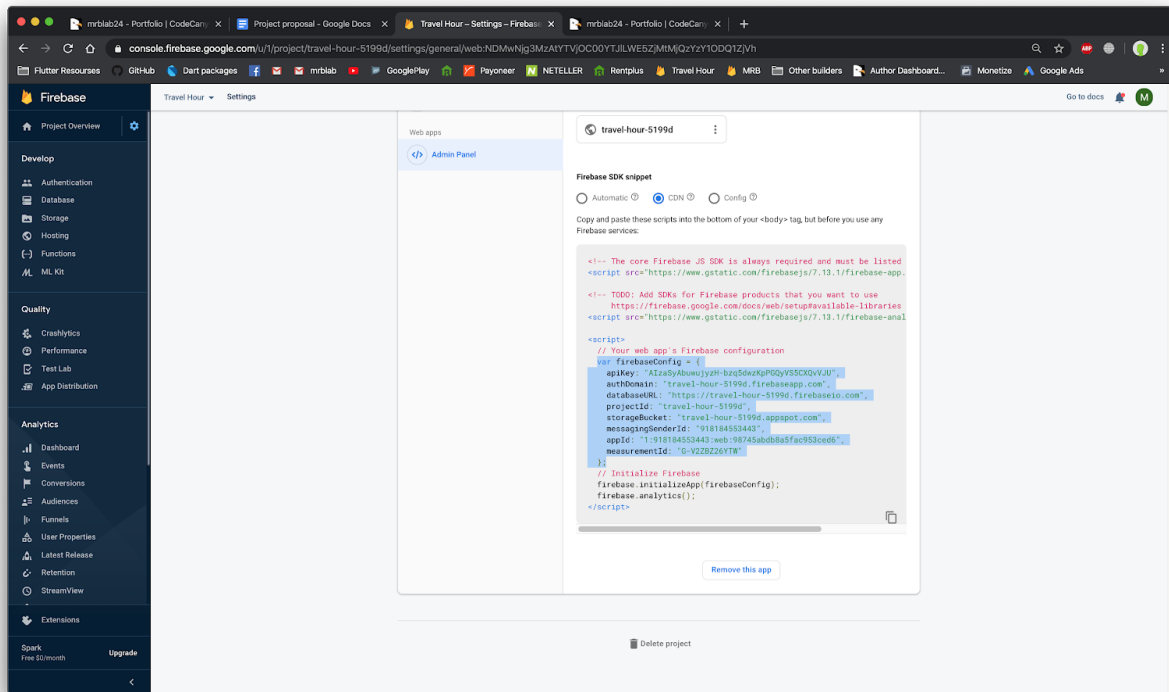 mrblab24 - Portfolio | CodeCany
Project proposal - Google Docs
Travel Hour – Settings – Firebase
mrblab24 - Portfolio | CodeCany
console.firebase.google.com/u/1/project/travel-hour-5199d/settings/general/web:NDMwNjg3MzAtYTVjOC00YTJlLWE5ZjMtMjQzYzY1ODQ1ZjVh
Flutter Resourses
GitHub
Dart packages
mrblab
GooglePlay
Payoneer
NETELLER
Rentplus
Travel Hour
MRB
Other builders
Author Dashboard...
Monetize
Google Ads
»
Firebase
Travel Hour
Settings
Go to docs
M
Project Overview
Develop
Authentication
Database
Storage
Hosting
Functions
ML Kit
Quality
Crashlytics
Performance
Test Lab
App Distribution
Analytics
Dashboard
Events
Conversions
Audiences
Funnels
User Properties
Latest Release
Retention
StreamView
Extensions
Spark
Free $0/month
Upgrade
Web apps
Admin Panel
travel-hour-5199d
Firebase SDK snippet
Automatic
CDN
Config
Copy and paste these scripts into the bottom of your <body> tag, but before you use any
Firebase services:
<!-- The core Firebase JS SDK is always required and must be listed
<script src="https://www.gstatic.com/firebasejs/7.13.1/firebase-app.
<!-- TODO: Add SDKs for Firebase products that you want to use
https://firebase.google.com/docs/web/setup#available-libraries
<script src="https://www.gstatic.com/firebasejs/7.13.1/firebase-anal
<script>
// Your web app's Firebase configuration
var firebaseConfig = {
apiKey: "AIzaSyAbuwujyzH-bzq5dwzKpPGQyVS5CXQvVJU",
authDomain: "travel-hour-5199d.firebaseapp.com",
databaseURL: "https://travel-hour-5199d.firebaseio.com",
projectId: "travel-hour-5199d",
storageBucket: "travel-hour-5199d.appspot.com",
messagingSenderId: "918184553443",
appId: "1:918184553443:web:98745abdb8a5fac953ced6",
measurementId: "G-V2ZBZ26YTW"
};
// Initialize Firebase
firebase.initializeApp(firebaseConfig);
firebase.analytics();
</script>
Remove this app
Delete project